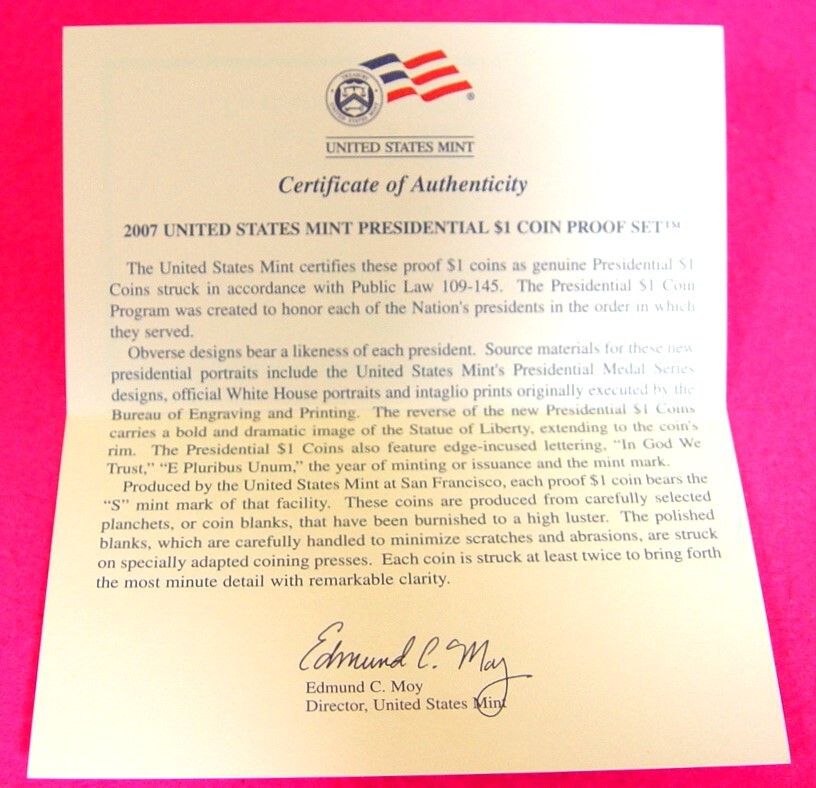 UNITED STATES MINT
Certificate of Authenticity
2007 UNITED STATES MINT PRESIDENTIAL $1 COIN PROOF SET™
The United States Mint certifies these proof $1 coins as genuine Presidential $1
Coins struck in accordance with Public Law 109-145. The Presidential $1 Coin
Program was created to honor each of the Nation's presidents in the order in which
they served.
Obverse designs bear a likeness of each president. Source materials for these new
presidential portraits include the United States Mint's Presidential Medal Series
designs, official White House portraits and intaglio prints originally executed by the
Bureau of Engraving and Printing. The reverse of the new Presidential $1 Coins
carries a bold and dramatic image of the Statue of Liberty, extending to the coin's
rim. The Presidential $1 Coins also feature edge-incused lettering, “In God We
Trust,” “E Pluribus Unum,” the year of minting or issuance and the mint mark.
Produced by the United States Mint at San Francisco, each proof $1 coin bears the
“S” mint mark of that facility. These coins are produced from carefully selected
planchets, or coin blanks, that have been burnished to a high luster. The polished
blanks, which are carefully handled to minimize scratches and abrasions, are struck
on specially adapted coining presses. Each coin is struck at least twice to bring forth
the most minute detail with remarkable clarity.
Edmund C. Moy
Edmund C. Moy
Director, United States Mint